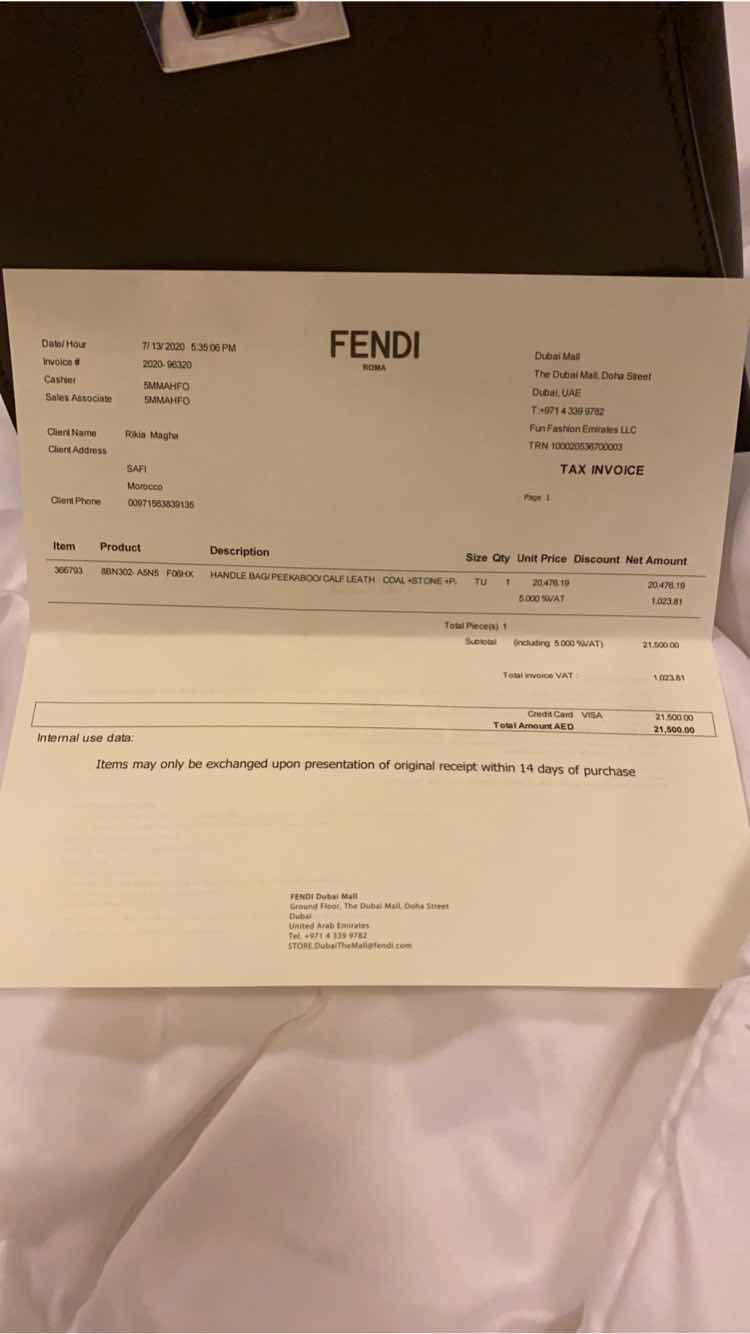 FENDI
ROMA
Date/Hour 7/13/2020 5:35:06 PM
Invoice # 2020-96320
Cashier 5MMAHFO
Sales Associate 5MMAHFO
Client Name Rikia Magha
Client Address
SAFI
Morocco
Client Phone 00971563839135
Dubai Mall
The Dubai Mall, Doha Street
Dubai, UAE
T:+971 4 339 9782
Fun Fashion Emirates LLC
TRN 100020536700003
TAX INVOICE
Page 1
Item Product Description Size Qty Unit Price Discount Net Amount
366793 8BN302-A5N5 F06HX HANDLE BAG/PEEKABOO/CALF LEATH COAL+STONE+P. TU 1 20,476.19 20,476.19
5.000 %VAT 1,023.81
Total Piece(s) 1
Subtotal (including 5.000 %VAT) 21,500.00
Total invoice VAT : 1,023.81
Credit Card VISA 21,500.00
Total Amount AED 21,500.00
Internal use data:
Items may only be exchanged upon presentation of original receipt within 14 days of purchase
FENDI Dubai Mall
Ground Floor, The Dubai Mall, Doha Street
Dubai
United Arab Emirates
Tel. +971 4 339 9782
STORE.DubaiTheMall@fendi.com